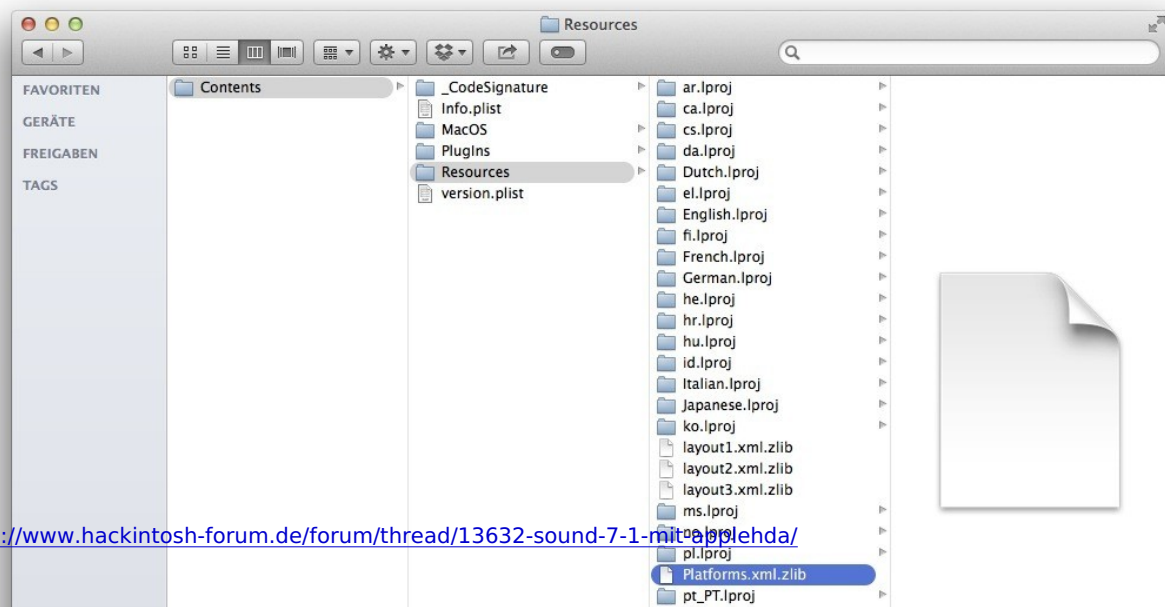 Resources
FAVORITEN
GERÄTE
FREIGABEN
TAGS
Contents
_CodeSignature
Info.plist
MacOS
PlugIns
Resources
version.plist
ar.lproj
ca.lproj
cs.lproj
da.lproj
Dutch.lproj
el.lproj
English.lproj
fi.lproj
French.lproj
German.lproj
he.lproj
hr.lproj
hu.lproj
id.lproj
Italian.lproj
Japanese.lproj
ko.lproj
layout1.xml.zlib
layout2.xml.zlib
layout3.xml.zlib
ms.lproj
://www.hackintosh-forum.de/forum/thread/13632-sound-7-1-mit-applehda/
pl.lproj
Platforms.xml.zlib
pt_PT.lproj